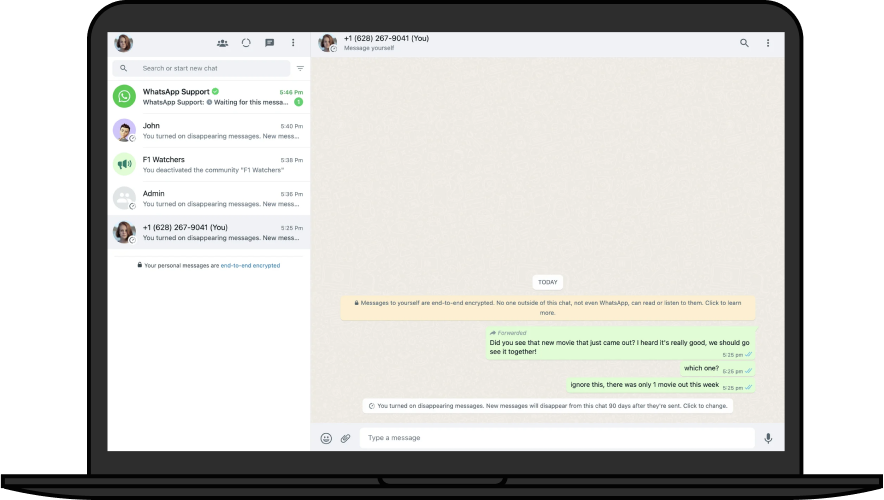 +1 (628) 267-9041 (You)
Message yourself
Search or start new chat
WhatsApp Support
5:46 Pm
WhatsApp Support: Waiting for this messa...
1
John
5:40 Pm
You turned on disappearing messages. New mess...
F1 Watchers
5:38 Pm
You deactivated the community "F1 Watchers"
Admin
5:36 Pm
You turned on disappearing messages. New mess...
+1 (628) 267-9041 (You)
5:25 Pm
You turned on disappearing messages. New mess...
Your personal messages are end-to-end encrypted
TODAY
Messages to yourself are end-to-end encrypted. No one outside of this chat, not even WhatsApp, can read or listen to them. Click to learn
more.
Forwarded
Did you see that new movie that just came out? I heard it's really good, we should go
see it together!
5:25 pm
which one?
5:25 pm
ignore this, there was only 1 movie out this week
5:25 pm
You turned on disappearing messages. New messages will disappear from this chat 90 days after they're sent. Click to change.
Type a message